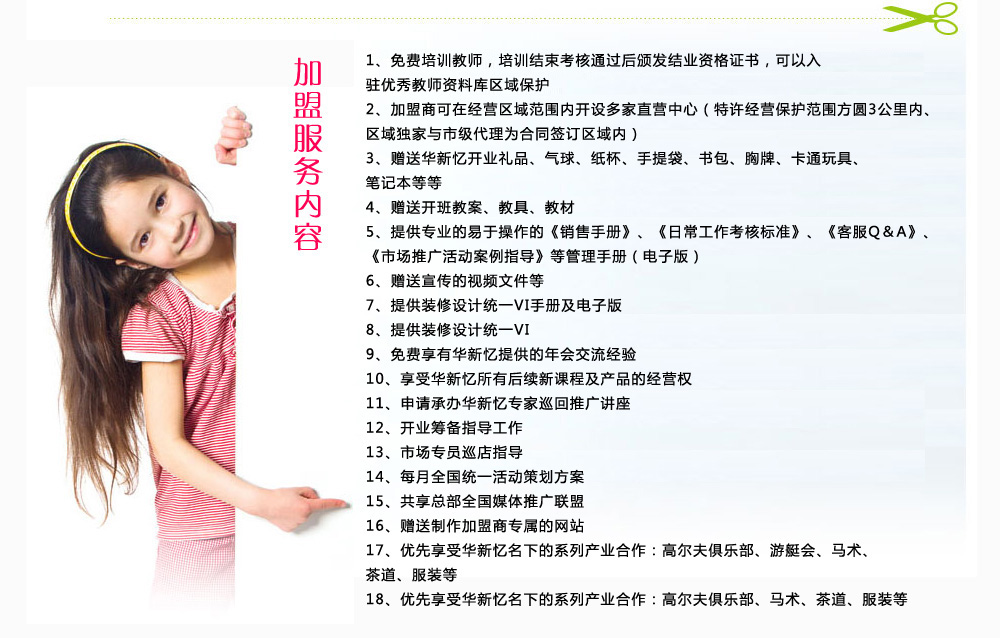 加盟服务内容
1、免费培训教师，培训结束考核通过后颁发结业资格证书，可以入
驻优秀教师资料库区域保护
2、加盟商可在经营区域范围内开设多家直营中心（特许经营保护范围方圆3公里内、
区域独家与市级代理为合同签订区域内）
3、赠送华新忆开业礼品、气球、纸杯、手提袋、书包、胸牌、卡通玩具、
笔记本等等
4、赠送开班教案、教具、教材
5、提供专业的易于操作的《销售手册》、《日常工作考核标准》、《客服Q＆A》、
《市场推广活动案例指导》等管理手册（电子版）
6、赠送宣传的视频文件等
7、提供装修设计统一VI手册及电子版
8、提供装修设计统一VI
9、免费享有华新忆提供的年会交流经验
10、享受华新忆所有后续新课程及产品的经营权
11、申请承办华新忆专家巡回推广讲座
12、开业筹备指导工作
13、市场专员巡店指导
14、每月全国统一活动策划方案
15、共享总部全国媒体推广联盟
16、赠送制作加盟商专属的网站
17、优先享受华新忆名下的系列产业合作：高尔夫俱乐部、游艇会、马术、
茶道、服装等
18、优先享受华新忆名下的系列产业合作：高尔夫俱乐部、马术、茶道、服装等